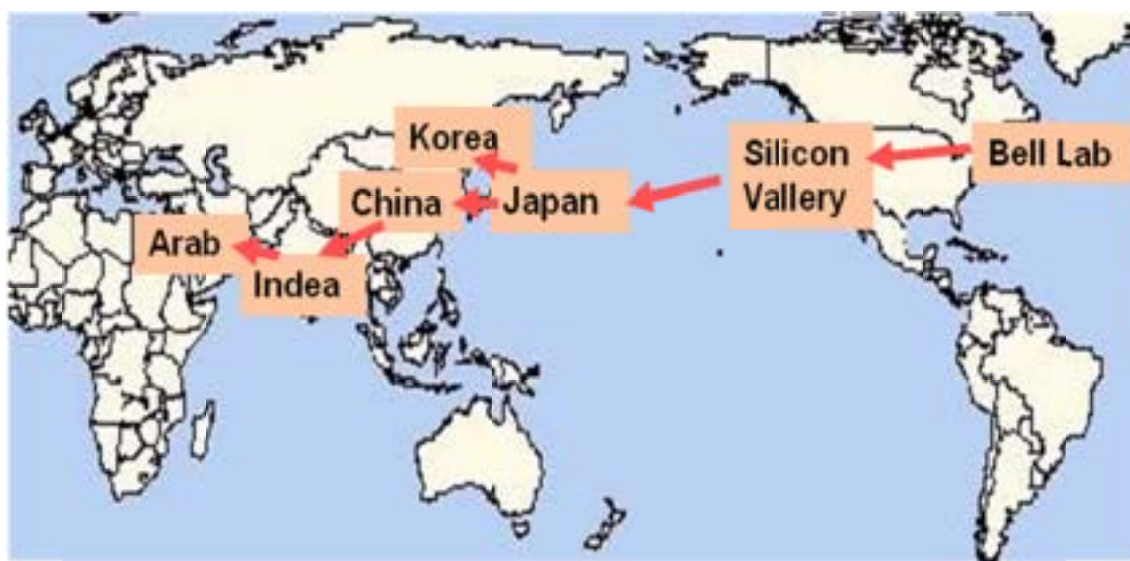 Korea
Silicon
Vallery
Bell Lab
China
Japan
Arab
Indea